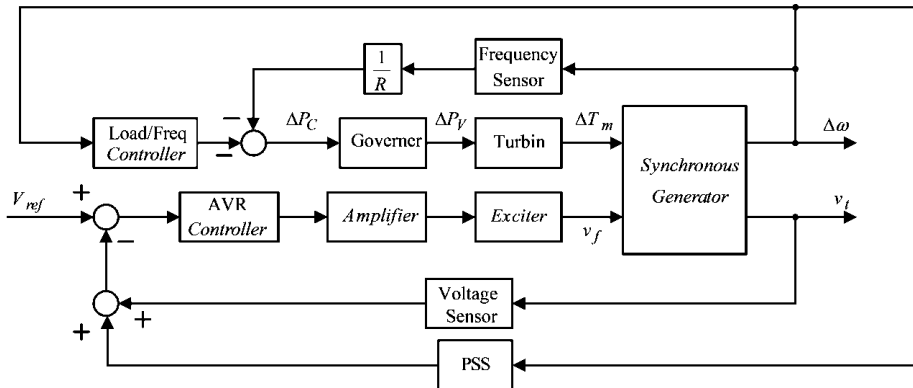 1
R
Frequency
Sensor
−
Load/Freq
Controller
−
ΔP_C
Governer
ΔP_V
Turbin
ΔT_m
Synchronous
Generator
Δω
V_ref
+
−
AVR
Controller
Amplifier
Exciter
v_f
v_t
+
+
Voltage
Sensor
PSS